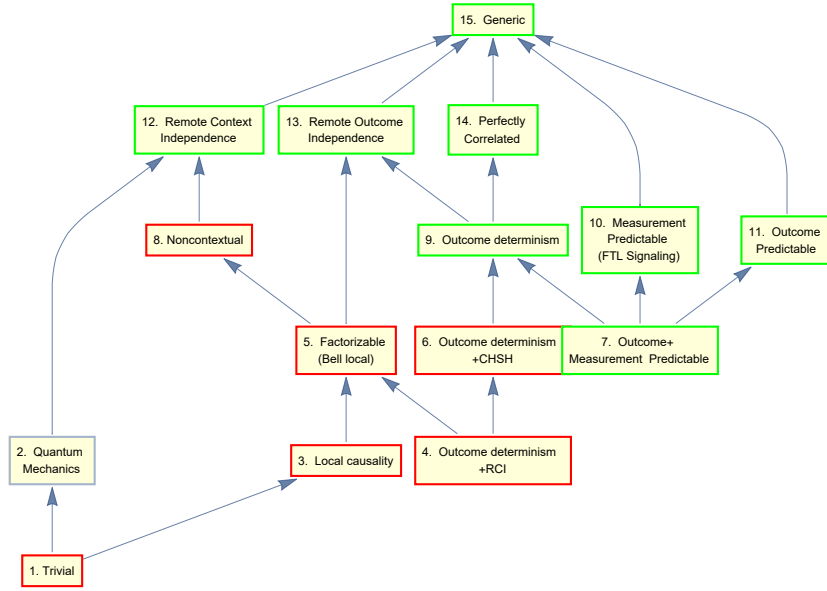 15. Generic
12. Remote Context
Independence
13. Remote Outcome
Independence
14. Perfectly
Correlated
8. Noncontextual
9. Outcome determinism
10. Measurement
Predictable
(FTL Signaling)
11. Outcome
Predictable
5. Factorizable
(Bell local)
6. Outcome determinism
+CHSH
7. Outcome+
Measurement Predictable
2. Quantum
Mechanics
3. Local causality
4. Outcome determinism
+RCI
1. Trivial